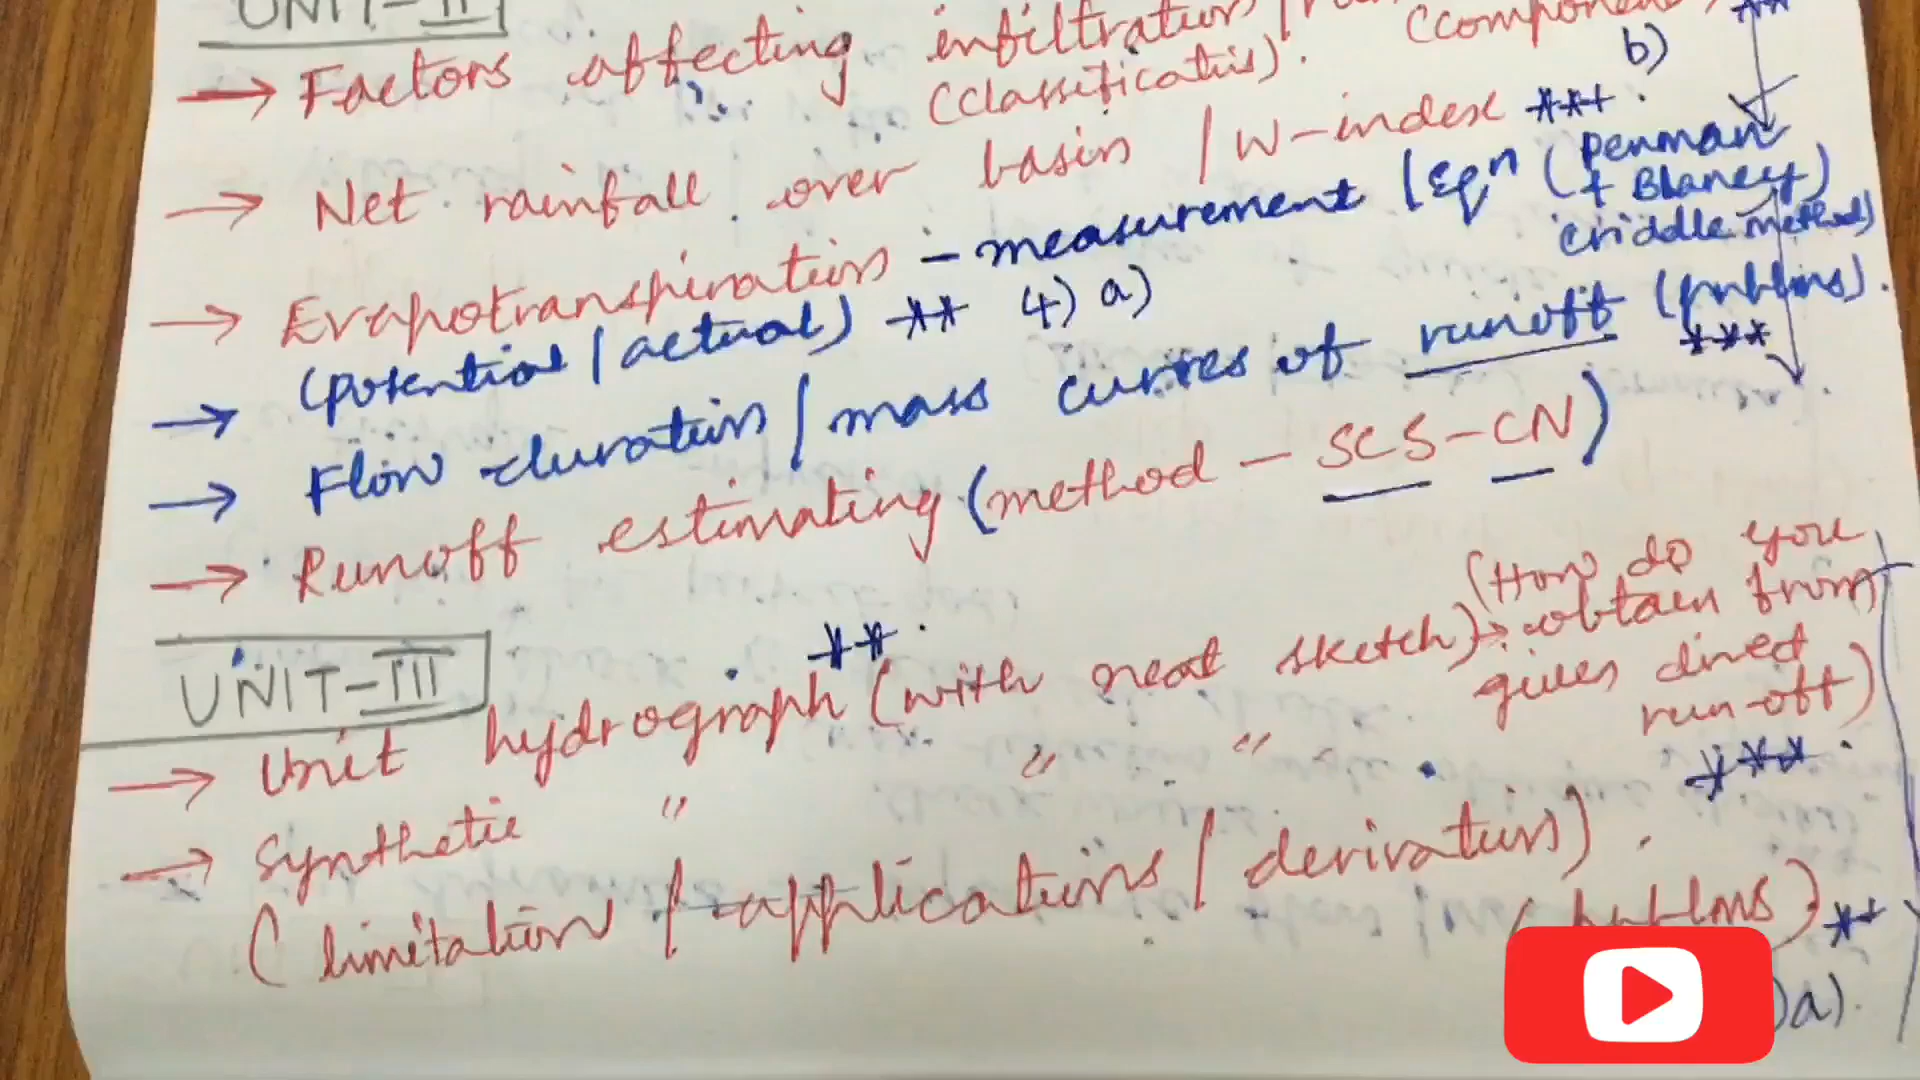 UNIT-II
→ Factors affecting infiltration / (component)
(classification).
b)
→ Net rainfall over basin / W-index *** .
→ Evapotranspiration - measurement / Eqn (Penman
+ Blaney)
criddle method)
→ (potential / actual) ** 4) a)
→ Flow duration / mass curves of runoff (problems).
***
→ Runoff estimating (method - SCS-CN)
UNIT-III
**
→ Unit hydrograph (with neat sketch) → (How do you
obtain from
given direct
run-off)
→ Synthetic " " " . *** .
( limitation / applications / derivation) .
( problems ) **
)a).